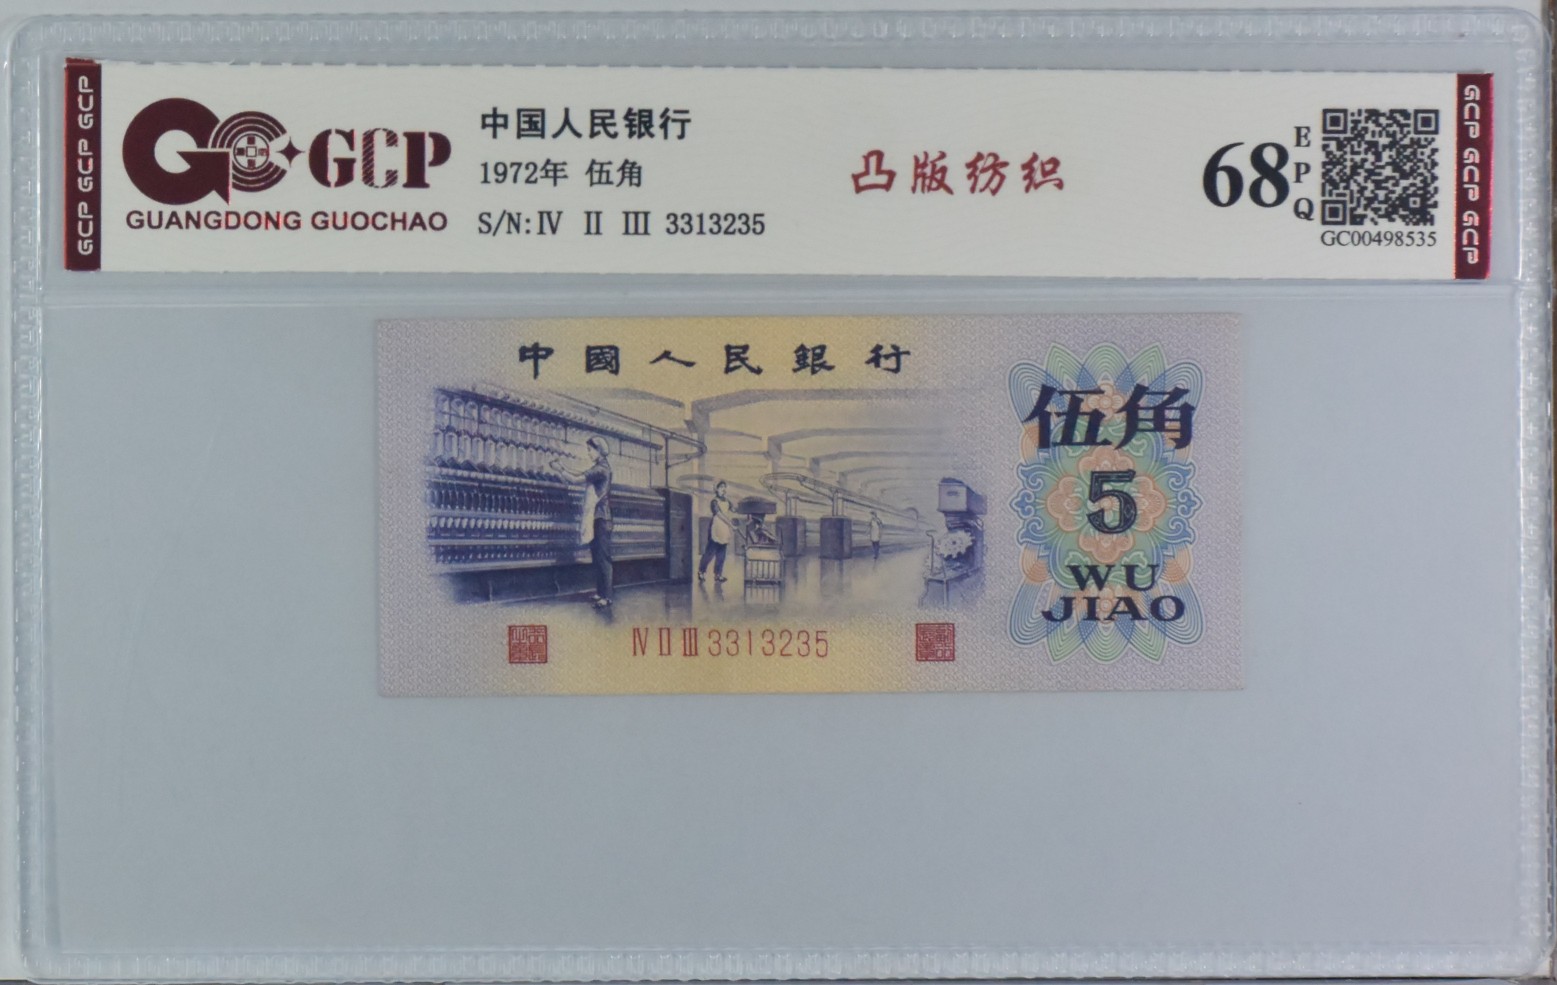 GCP GCP GCP
GCP
GUANGDONG GUOCHAO
中国人民银行
1972年 伍角
S/N:Ⅳ Ⅱ Ⅲ 3313235
凸版纺织
68
EPQ
GC00498535
GCP GCP GCP
中國人民銀行
伍角
5
WU
JIAO
Ⅳ Ⅱ Ⅲ 3313235